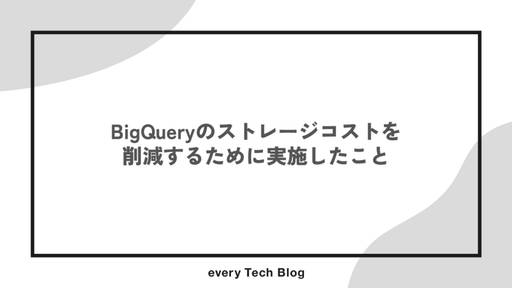 BigQueryのストレージコストを
削減するために実施したこと
every Tech Blog